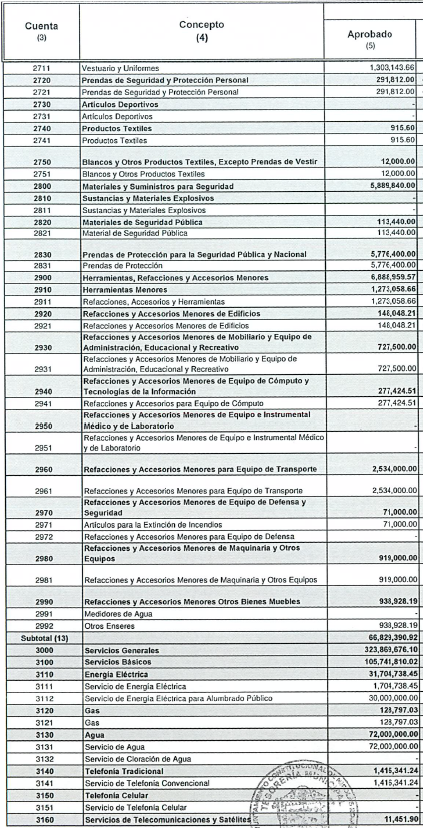 Cuenta
(3)
Concepto
(4)
Aprobado
(5)
2711 Vestuario y Uniformes 1,303,143.66
2720 Prendas de Seguridad y Protección Personal 291,812.00
2721 Prendas de Seguridad y Protección Personal 291,812.00
2730 Artículos Deportivos -
2731 Artículos Deportivos -
2740 Productos Textiles 915.60
2741 Productos Textiles 915.60
2750 Blancos y Otros Productos Textiles, Excepto Prendas de Vestir 12,000.00
2751 Blancos y Otros Productos Textiles 12,000.00
2800 Materiales y Suministros para Seguridad 5,889,840.00
2810 Sustancias y Materiales Explosivos -
2811 Sustancias y Materiales Explosivos -
2820 Materiales de Seguridad Pública 113,440.00
2821 Material de Seguridad Pública 113,440.00
2830 Prendas de Protección para la Seguridad Pública y Nacional 5,776,400.00
2831 Prendas de Protección 5,776,400.00
2900 Herramientas, Refacciones y Accesorios Menores 6,888,959.57
2910 Herramientas Menores 1,273,058.66
2911 Refacciones, Accesorios y Herramientas 1,273,058.66
2920 Refacciones y Accesorios Menores de Edificios 148,048.21
2921 Refacciones y Accesorios Menores de Edificios 148,048.21
Refacciones y Accesorios Menores de Mobiliario y Equipo de
2930 Administración, Educacional y Recreativo 727,500.00
Refacciones y Accesorios Menores de Mobiliario y Equipo de
2931 Administración, Educacional y Recreativo 727,500.00
Refacciones y Accesorios Menores de Equipo de Cómputo y
2940 Tecnologías de la Información 277,424.51
2941 Refacciones y Accesorios para Equipo de Cómputo 277,424.51
Refacciones y Accesorios Menores de Equipo e Instrumental
2950 Médico y de Laboratorio -
Refacciones y Accesorios Menores de Equipo e Instrumental Médico
2951 y de Laboratorio -
2960 Refacciones y Accesorios Menores para Equipo de Transporte 2,534,000.00
2961 Refacciones y Accesorios Menores para Equipo de Transporte 2,534,000.00
Refacciones y Accesorios Menores de Equipo de Defensa y
2970 Seguridad 71,000.00
2971 Artículos para la Extinción de Incendios 71,000.00
2972 Refacciones y Accesorios Menores para Equipo de Defensa -
Refacciones y Accesorios Menores de Maquinaria y Otros
2980 Equipos 919,000.00
2981 Refacciones y Accesorios Menores de Maquinaria y Otros Equipos 919,000.00
2990 Refacciones y Accesorios Menores Otros Bienes Muebles 938,928.19
2991 Medidores de Agua -
2992 Otros Enseres 938,928.19
Subtotal (13) 66,829,390.92
3000 Servicios Generales 323,869,676.10
3100 Servicios Básicos 105,741,810.02
3110 Energía Eléctrica 31,704,738.45
3111 Servicio de Energía Eléctrica 1,704,738.45
3112 Servicio de Energía Eléctrica para Alumbrado Público 30,000,000.00
3120 Gas 128,797.03
3121 Gas 128,797.03
3130 Agua 72,000,000.00
3131 Servicio de Agua 72,000,000.00
3132 Servicio de Cloración de Agua -
3140 Telefonía Tradicional 1,415,341.24
3141 Servicio de Telefonía Convencional 1,415,341.24
3150 Telefonía Celular
3151 Servicio de Telefonía Celular -
3160 Servicios de Telecomunicaciones y Satélites 11,451.90
TESORERÍA